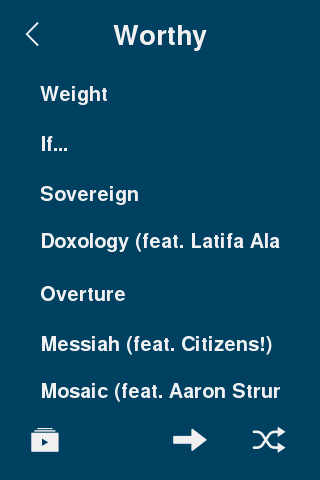 Worthy
Weight
If...
Sovereign
Doxology (feat. Latifa Ala
Overture
Messiah (feat. Citizens!)
Mosaic (feat. Aaron Strur